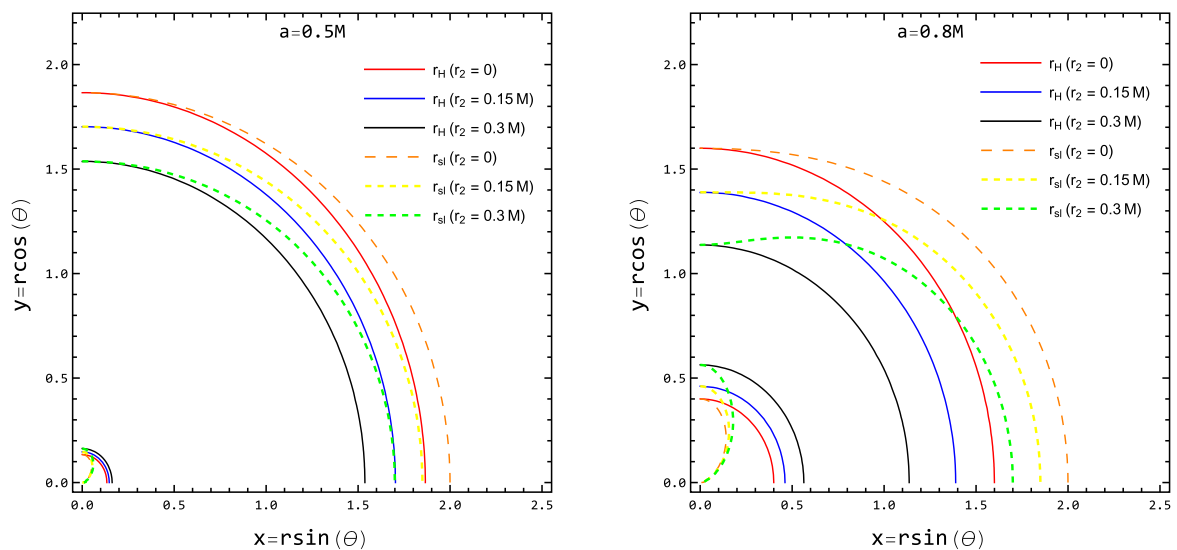 a=0.5M
r_H (r_2 = 0)
r_H (r_2 = 0.15 M)
r_H (r_2 = 0.3 M)
r_sl (r_2 = 0)
r_sl (r_2 = 0.15 M)
r_sl (r_2 = 0.3 M)
y=rcos(θ)
2.0
1.5
1.0
0.5
0.0
0.0 0.5 1.0 1.5 2.0 2.5
x=rsin(θ)
a=0.8M
r_H (r_2 = 0)
r_H (r_2 = 0.15 M)
r_H (r_2 = 0.3 M)
r_sl (r_2 = 0)
r_sl (r_2 = 0.15 M)
r_sl (r_2 = 0.3 M)
y=rcos(θ)
2.0
1.5
1.0
0.5
0.0
0.0 0.5 1.0 1.5 2.0 2.5
x=rsin(θ)